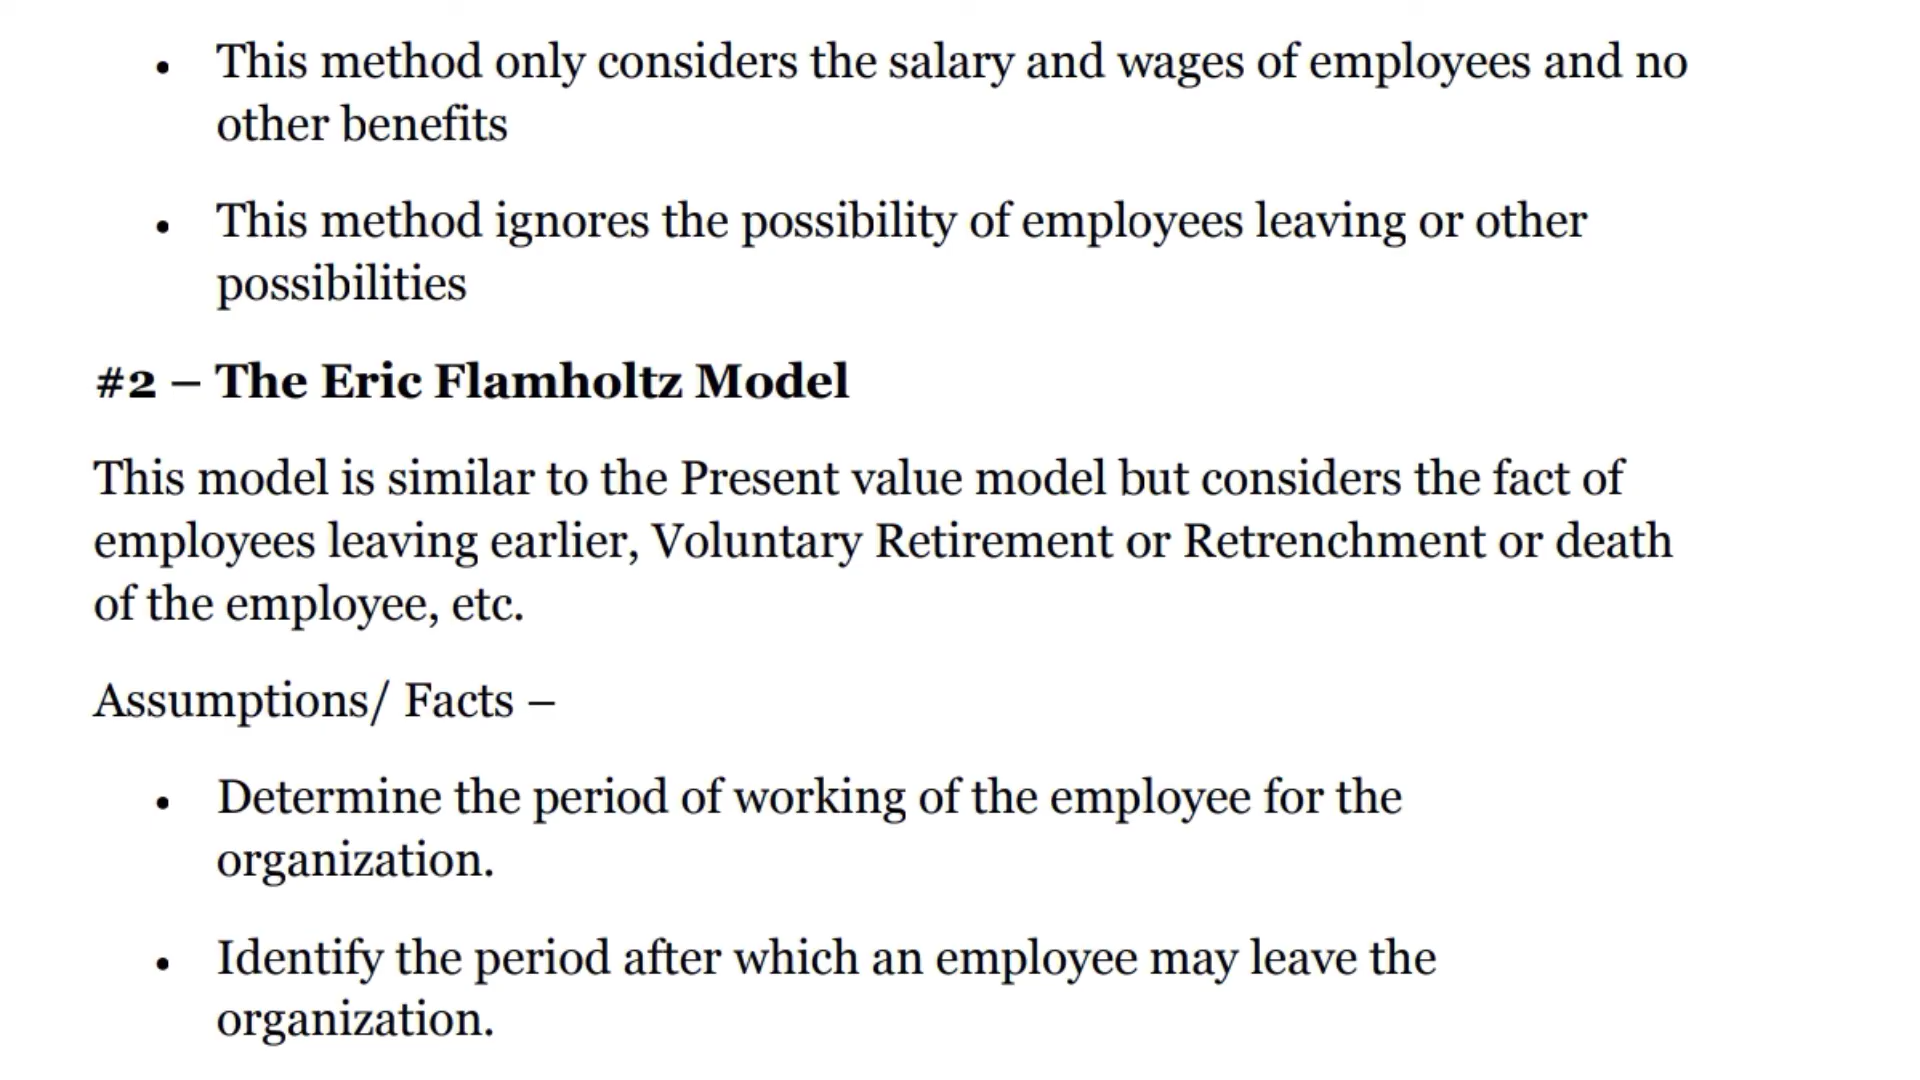 • This method only considers the salary and wages of employees and no
other benefits
• This method ignores the possibility of employees leaving or other
possibilities
#2 – The Eric Flamholtz Model
This model is similar to the Present value model but considers the fact of
employees leaving earlier, Voluntary Retirement or Retrenchment or death
of the employee, etc.
Assumptions/ Facts –
• Determine the period of working of the employee for the
organization.
• Identify the period after which an employee may leave the
organization.